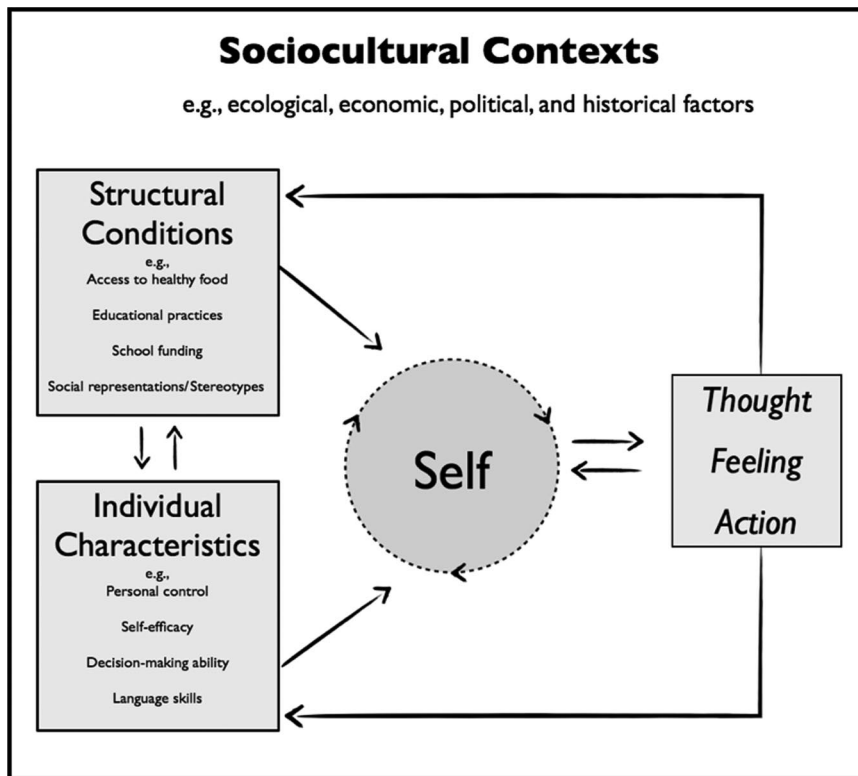 Sociocultural Contexts
e.g., ecological, economic, political, and historical factors
Structural
Conditions
e.g.,
Access to healthy food
Educational practices
School funding
Social representations/Stereotypes
Individual
Characteristics
e.g.,
Personal control
Self-efficacy
Decision-making ability
Language skills
Self
Thought
Feeling
Action